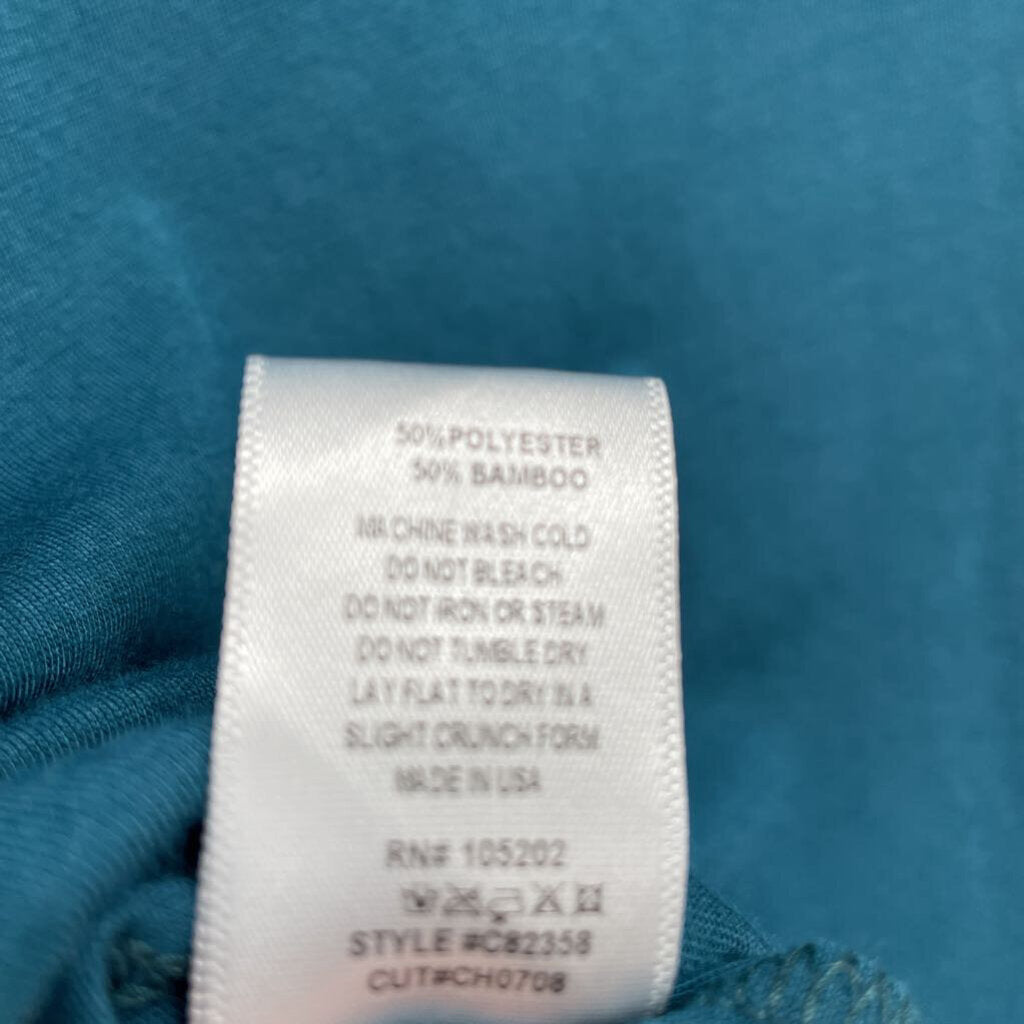 50%POLYESTER
50% BAMBOO
MACHINE WASH COLD
DO NOT BLEACH
DO NOT IRON OR STEAM
DO NOT TUMBLE DRY
LAY FLAT TO DRY IN A
SLIGHT CRUNCH FORM
MADE IN USA
RN# 105202
STYLE #C82358
CUT#CH0708